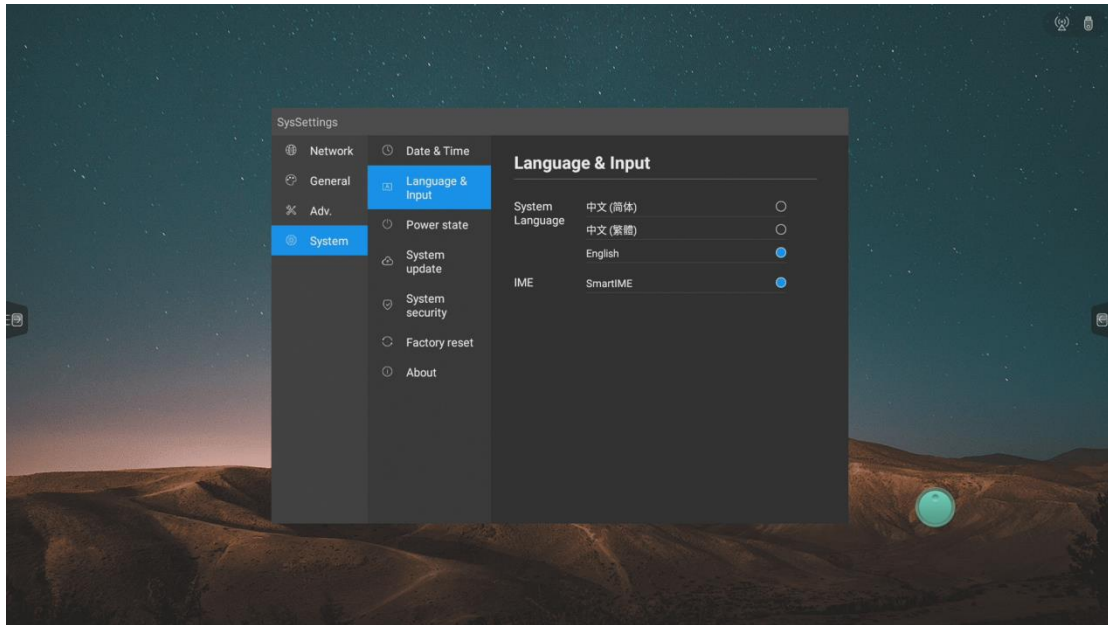 SysSettings
Network
General
Adv.
System
Date & Time
Language &
Input
Power state
System
update
System
security
Factory reset
About
Language & Input
System
Language
中文 (简体)
中文 (繁體)
English
IME
SmartIME